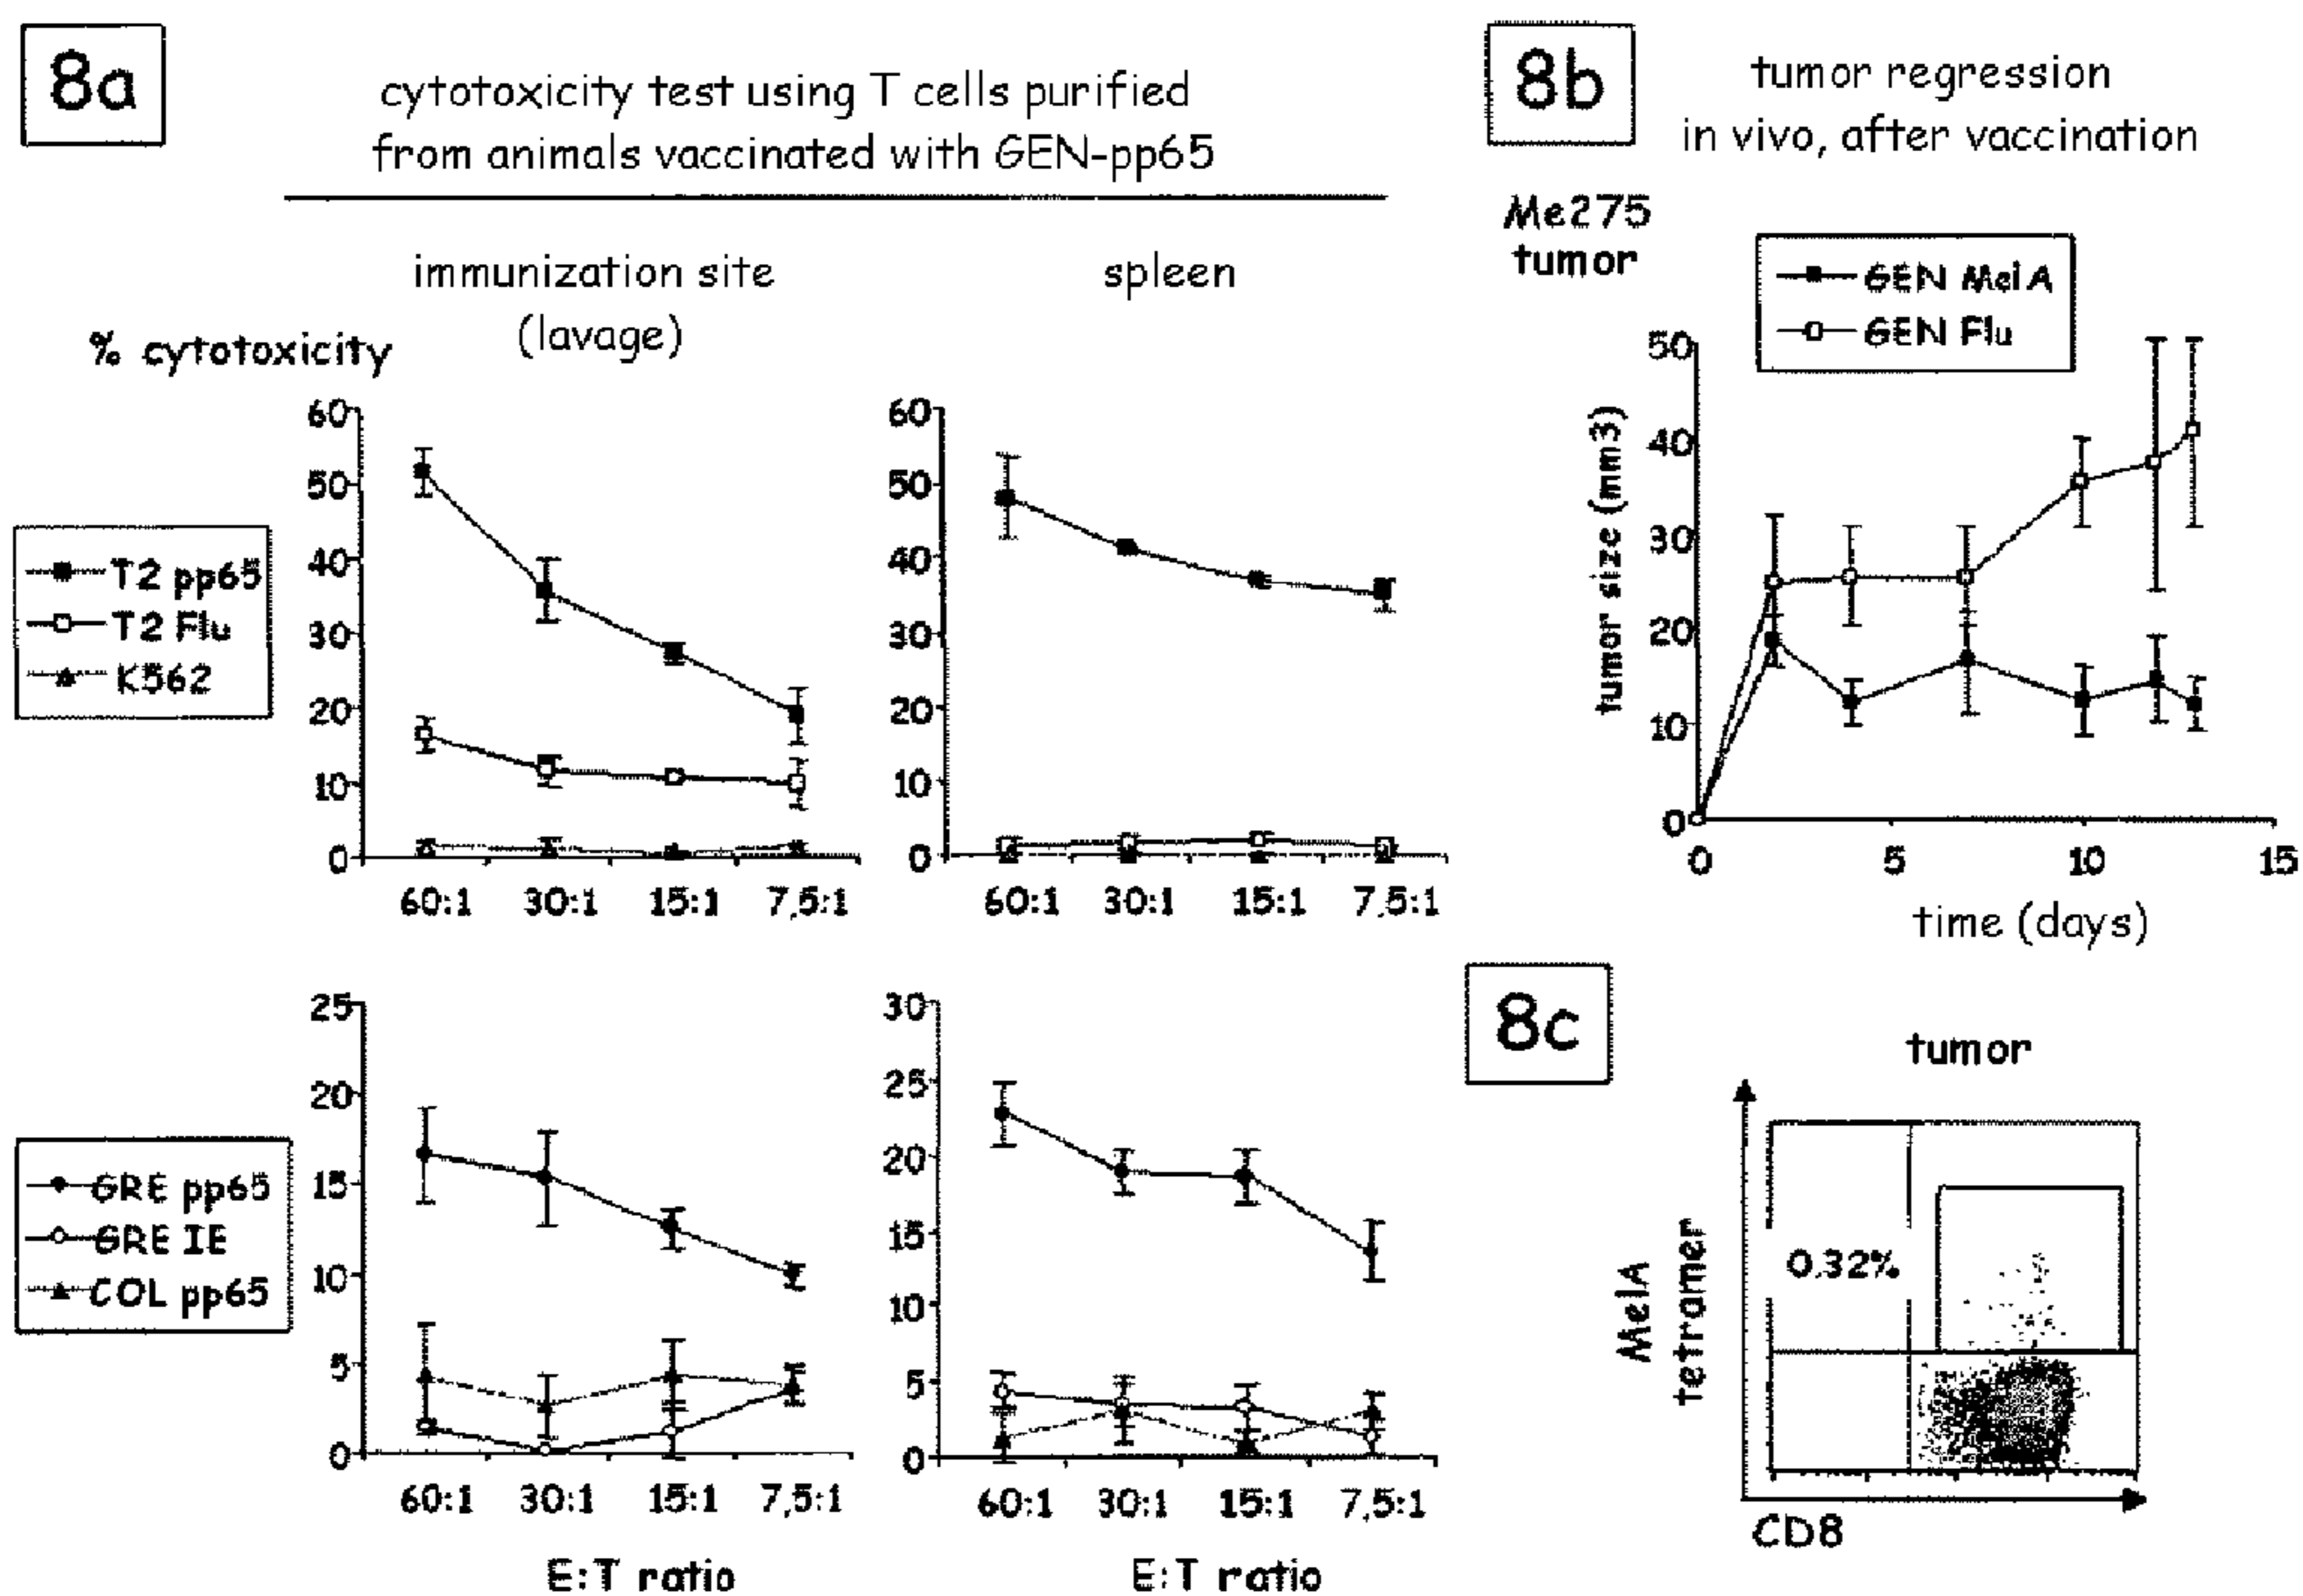 8a
cytotoxicity test using T cells purified
from animals vaccinated with GEN-pp65
immunization site
(lavage)
spleen
% cytotoxicity
60
50
40
30
20
10
0
60:1 30:1 15:1 7,5:1
60
50
40
30
20
10
0
60:1 30:1 15:1 7,5:1
T2 pp65
T2 Flu
K562
25
20
15
10
5
0
60:1 30:1 15:1 7,5:1
E:T ratio
30
25
20
15
10
5
0
60:1 30:1 15:1 7,5:1
E:T ratio
GRE pp65
GRE IE
COL pp65
8b
tumor regression
in vivo, after vaccination
Me275
tumor
GEN MelA
GEN Flu
tumor size (mm3)
50
40
30
20
10
0
0 5 10 15
time (days)
8c
tumor
MelA
tetramer
0.32%
CD8